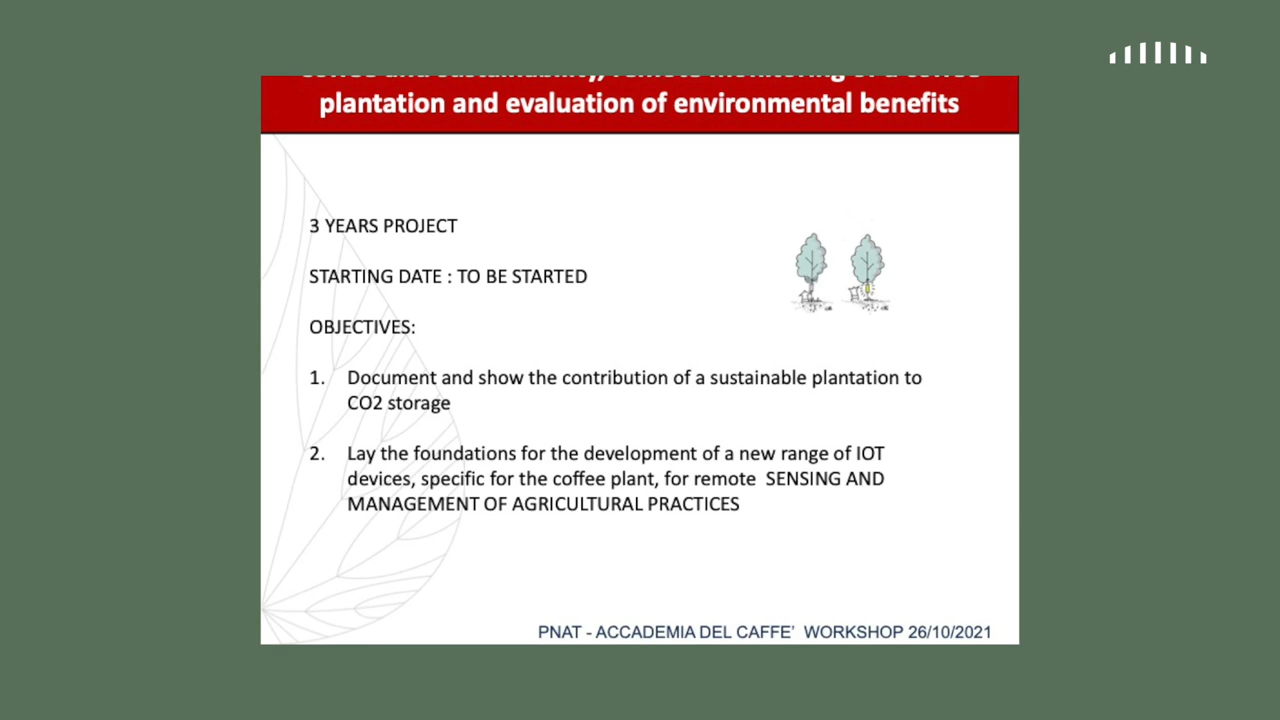 plantation and evaluation of environmental benefits
3 YEARS PROJECT
STARTING DATE : TO BE STARTED
OBJECTIVES:
1. Document and show the contribution of a sustainable plantation to
CO2 storage
2. Lay the foundations for the development of a new range of IOT
devices, specific for the coffee plant, for remote SENSING AND
MANAGEMENT OF AGRICULTURAL PRACTICES
PNAT - ACCADEMIA DEL CAFFE' WORKSHOP 26/10/2021